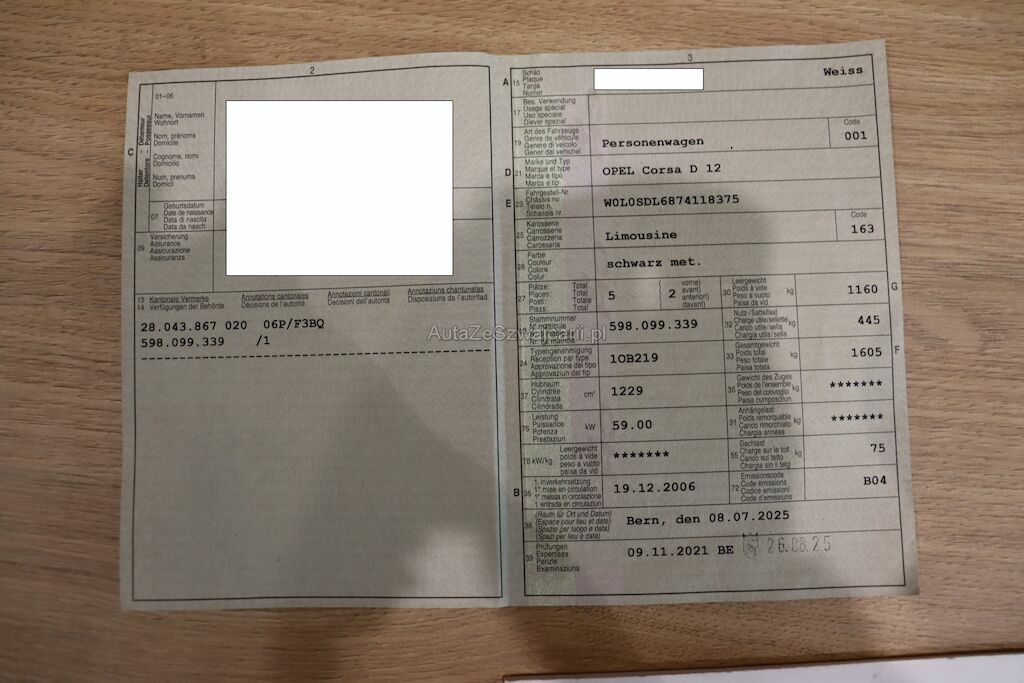 2
01-06
Name, Vornamen
Wohnort
Nom, prénoms
Domicile
Cognome, nomi
Domicilio
Num, prenums
Domicil
C
Halter Détenteur
Detentore Possessur
07
Geburtsdatum
Date de naissance
Data di nascita
Data da nasch
09
Versicherung
Assurance
Assicurazione
Assicuranza
13 Kantonale Vermerke Annotations cantonales Annotazioni cantonali Annotaziuns chantunalas
14 Verfügungen der Behörde Décisions de l'autorité Decisioni dell'autorità Disposiziuns da l'autoritad
28.043.867 020 06P/F3BQ
598.099.339 /1
3
A 15 Schild
Plaque
Targa
Numer
Weiss
17 Bes. Verwendung
Usage spécial
Uso speciale
Diever spezial
19 Art des Fahrzeugs
Genre de véhicule
Genere di veicolo
Gener dal vehichel
Personenwagen
Code
001
D 21 Marke und Typ
Marque et type
Marca e tipo
Marca e tip
OPEL Corsa D 12
E 23 Fahrgestell-Nr.
Châssis no
Telaio n.
Schassis nr.
W0L0SDL6874118375
25 Karosserie
Carrosserie
Carrozzeria
Carossaria
Limousine
Code
163
26 Farbe
Couleur
Colore
Colur
schwarz met.
27 Plätze: Total
Places: Total
Posti: Totale
Plazs: Total
5
2
vorne)
avant)
anteriori)
davant)
30 Leergewicht
Poids à vide
Peso a vuoto
Paisa da vid
kg
1160
G
18 Stammnummer
N° matricule
598.099.339
32 Nutz-/Sattellast
Charge utile/sellette
Carico utile/sella
Chargia utila/sella
kg
445
AutaZeSzwajcarii.pl
24 Typengenehmigung
Réception par type
Approvazione del tipo
Approvaziun dal tip
1OB219
33 Gesamtgewicht
Poids total
Peso totale
Paisa totala
kg
1605
F
37 Hubraum
Cylindrée
Cilindrata
Cilindrada
cm³
1229
35 Gewicht des Zuges
Poids de l'ensemble
Peso del convoglio
Paisa cumposiziun
kg
*******
76 Leistung
Puissance
Potenza
Prestaziun
kW
59.00
31 Anhängelast
Poids remorquable
Carico rimorchiato
Chargia annexa
kg
*******
78 kW/kg
Leergewicht
poids à vide
peso a vuoto
paisa da vid
*******
55 Dachlast
Charge sur le toit
Carico sul tetto
Chargia sin il tetg
kg
75
B 36 1. Inverkehrsetzung
1re mise en circulation
1a messa in circolazione
1 entrada en circulaziun
19.12.2006
72 Emissionscode
Code émissions
Codice emissioni
Code d'emissiuns
B04
38 (Raum für Ort und Datum)
(Espace pour lieu et date)
(Spazio per luogo e data)
(Spazi per lieu e data)
Bern, den 08.07.2025
39 Prüfungen
Expertises
Perizie
Examinaziuns
09.11.2021 BE 26.08.25